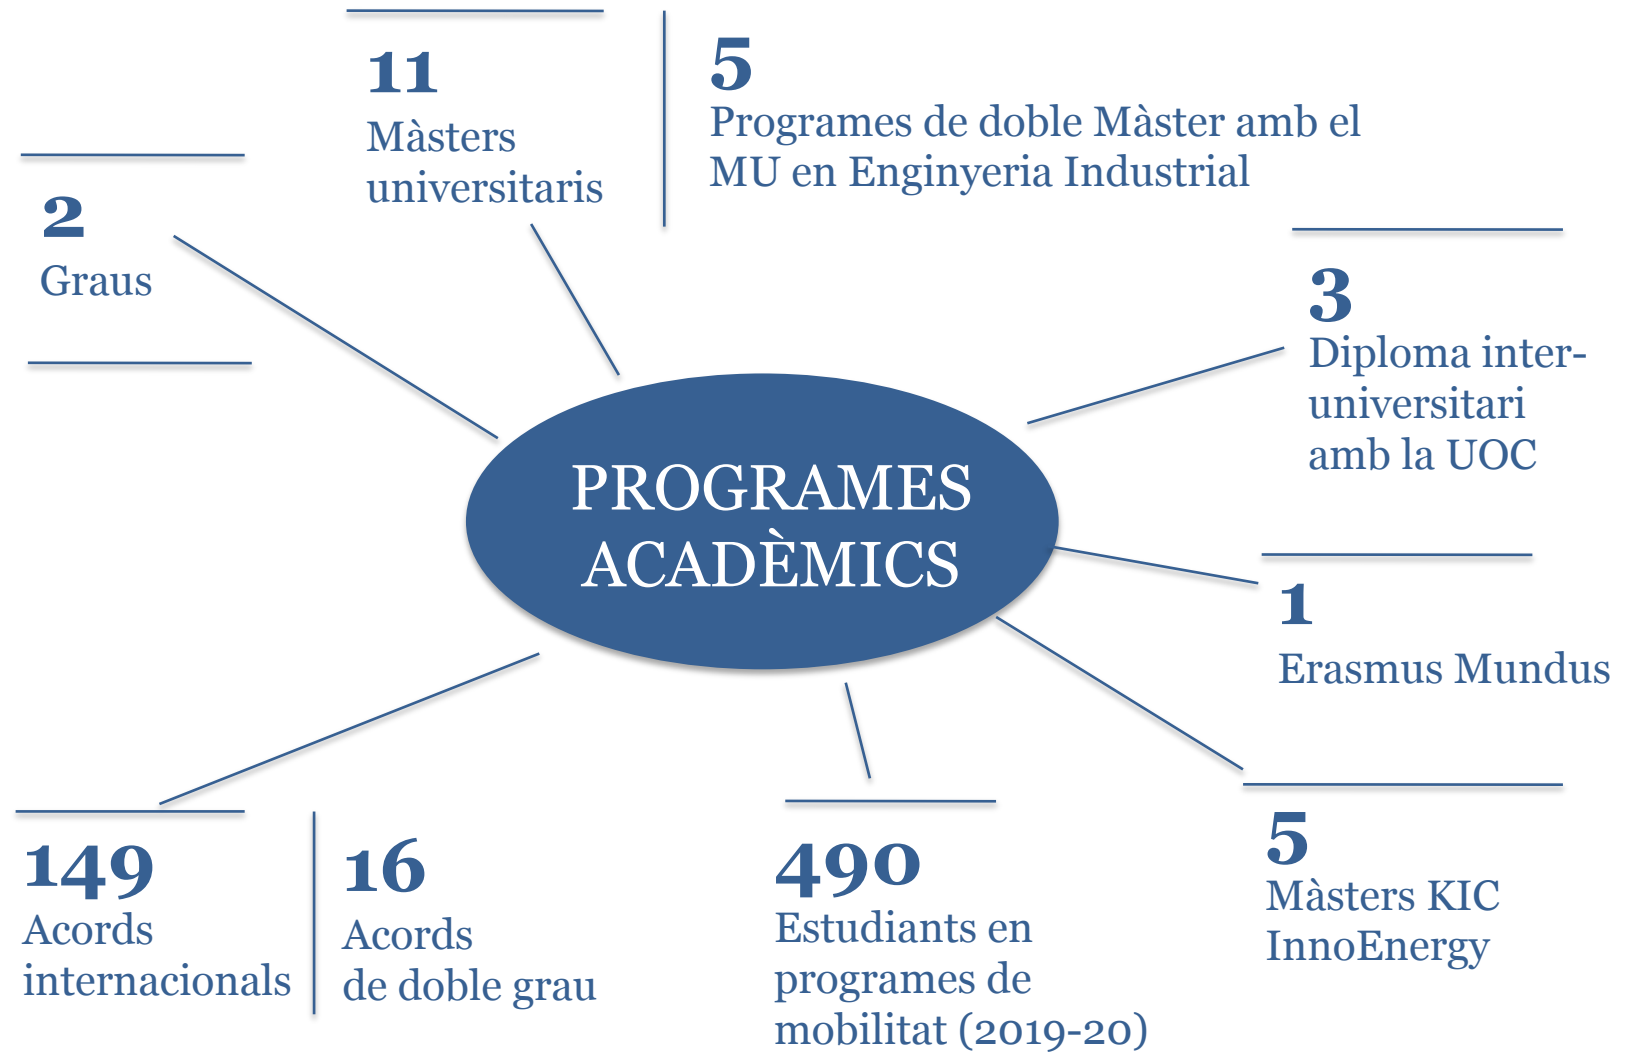 11
Màsters
universitaris
5
Programes de doble Màster amb el
MU en Enginyeria Industrial
2
Graus
3
Diploma inter-
universitari
amb la UOC
PROGRAMES
ACADÈMICS
1
Erasmus Mundus
149
Acords
internacionals
16
Acords
de doble grau
490
Estudiants en
programes de
mobilitat (2019-20)
5
Màsters KIC
InnoEnergy